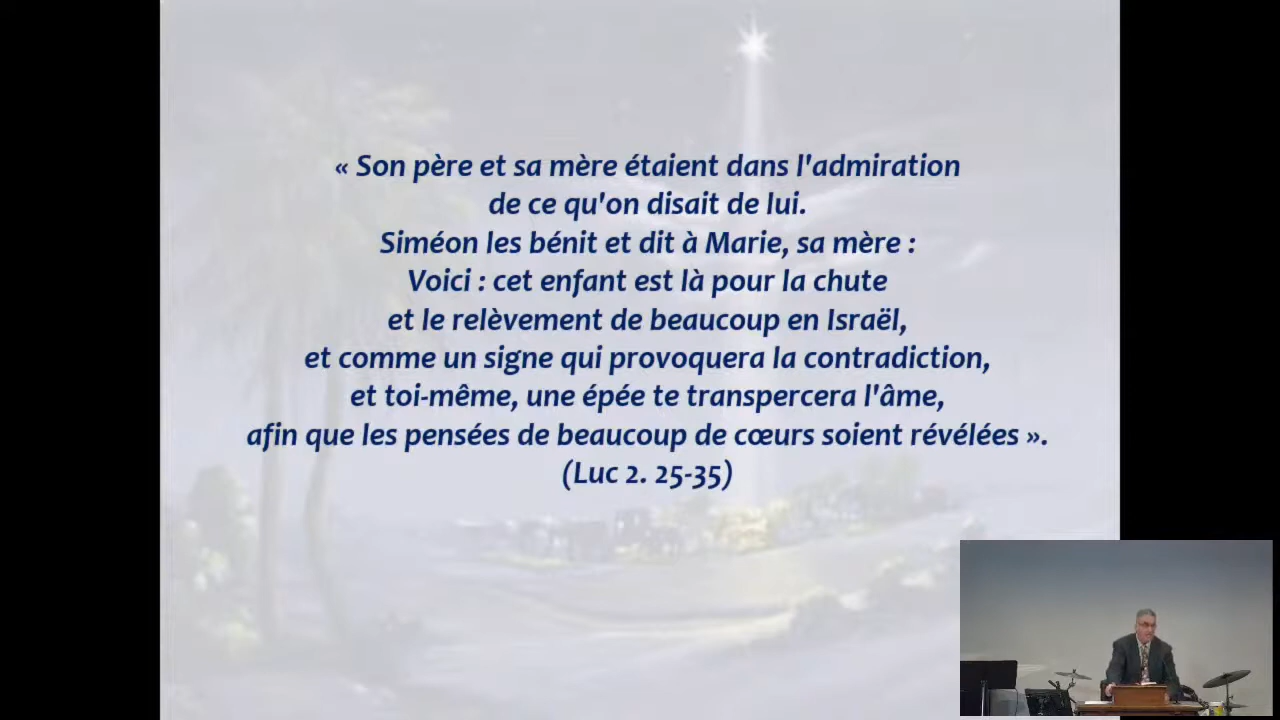 « Son père et sa mère étaient dans l'admiration
de ce qu'on disait de lui.
Siméon les bénit et dit à Marie, sa mère :
Voici : cet enfant est là pour la chute
et le relèvement de beaucoup en Israël,
et comme un signe qui provoquera la contradiction,
et toi-même, une épée te transpercera l'âme,
afin que les pensées de beaucoup de cœurs soient révélées ».
(Luc 2. 25-35)